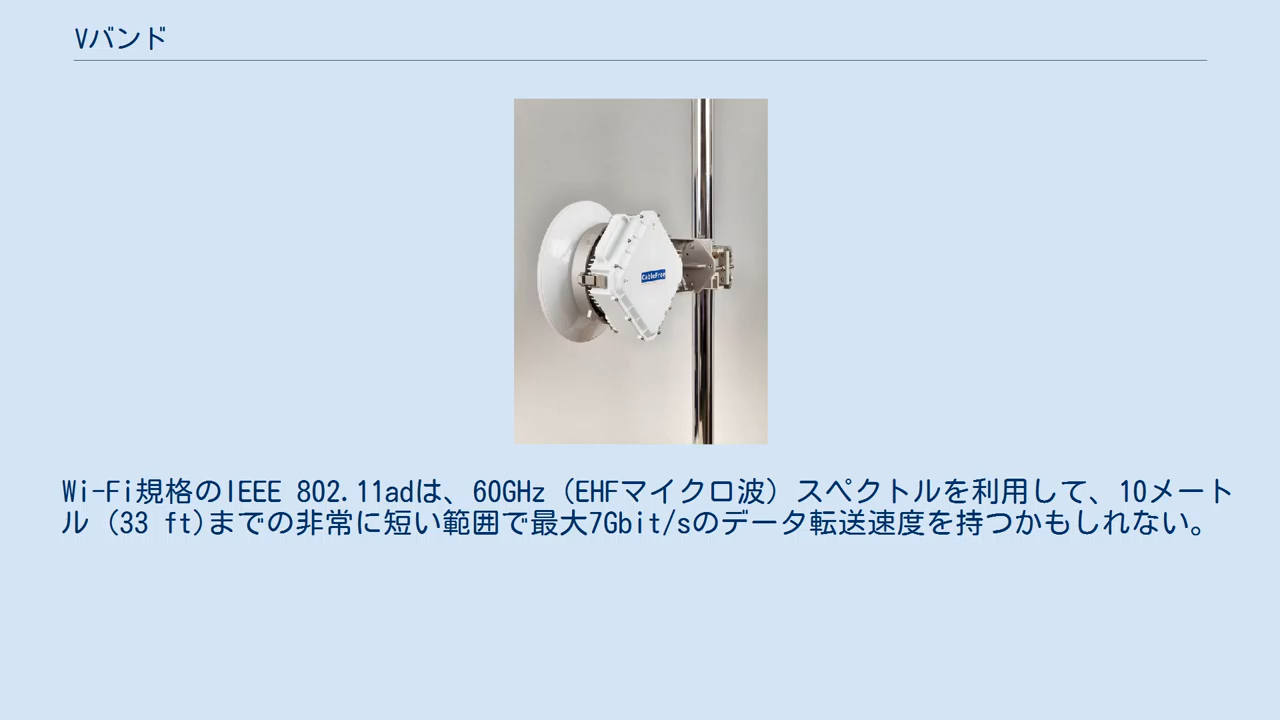 Vバンド
CableFree
Wi-Fi規格のIEEE 802.11adは、60GHz（EHFマイクロ波）スペクトルを利用して、10メート
ル (33 ft)までの非常に短い範囲で最大7Gbit/sのデータ転送速度を持つかもしれない。